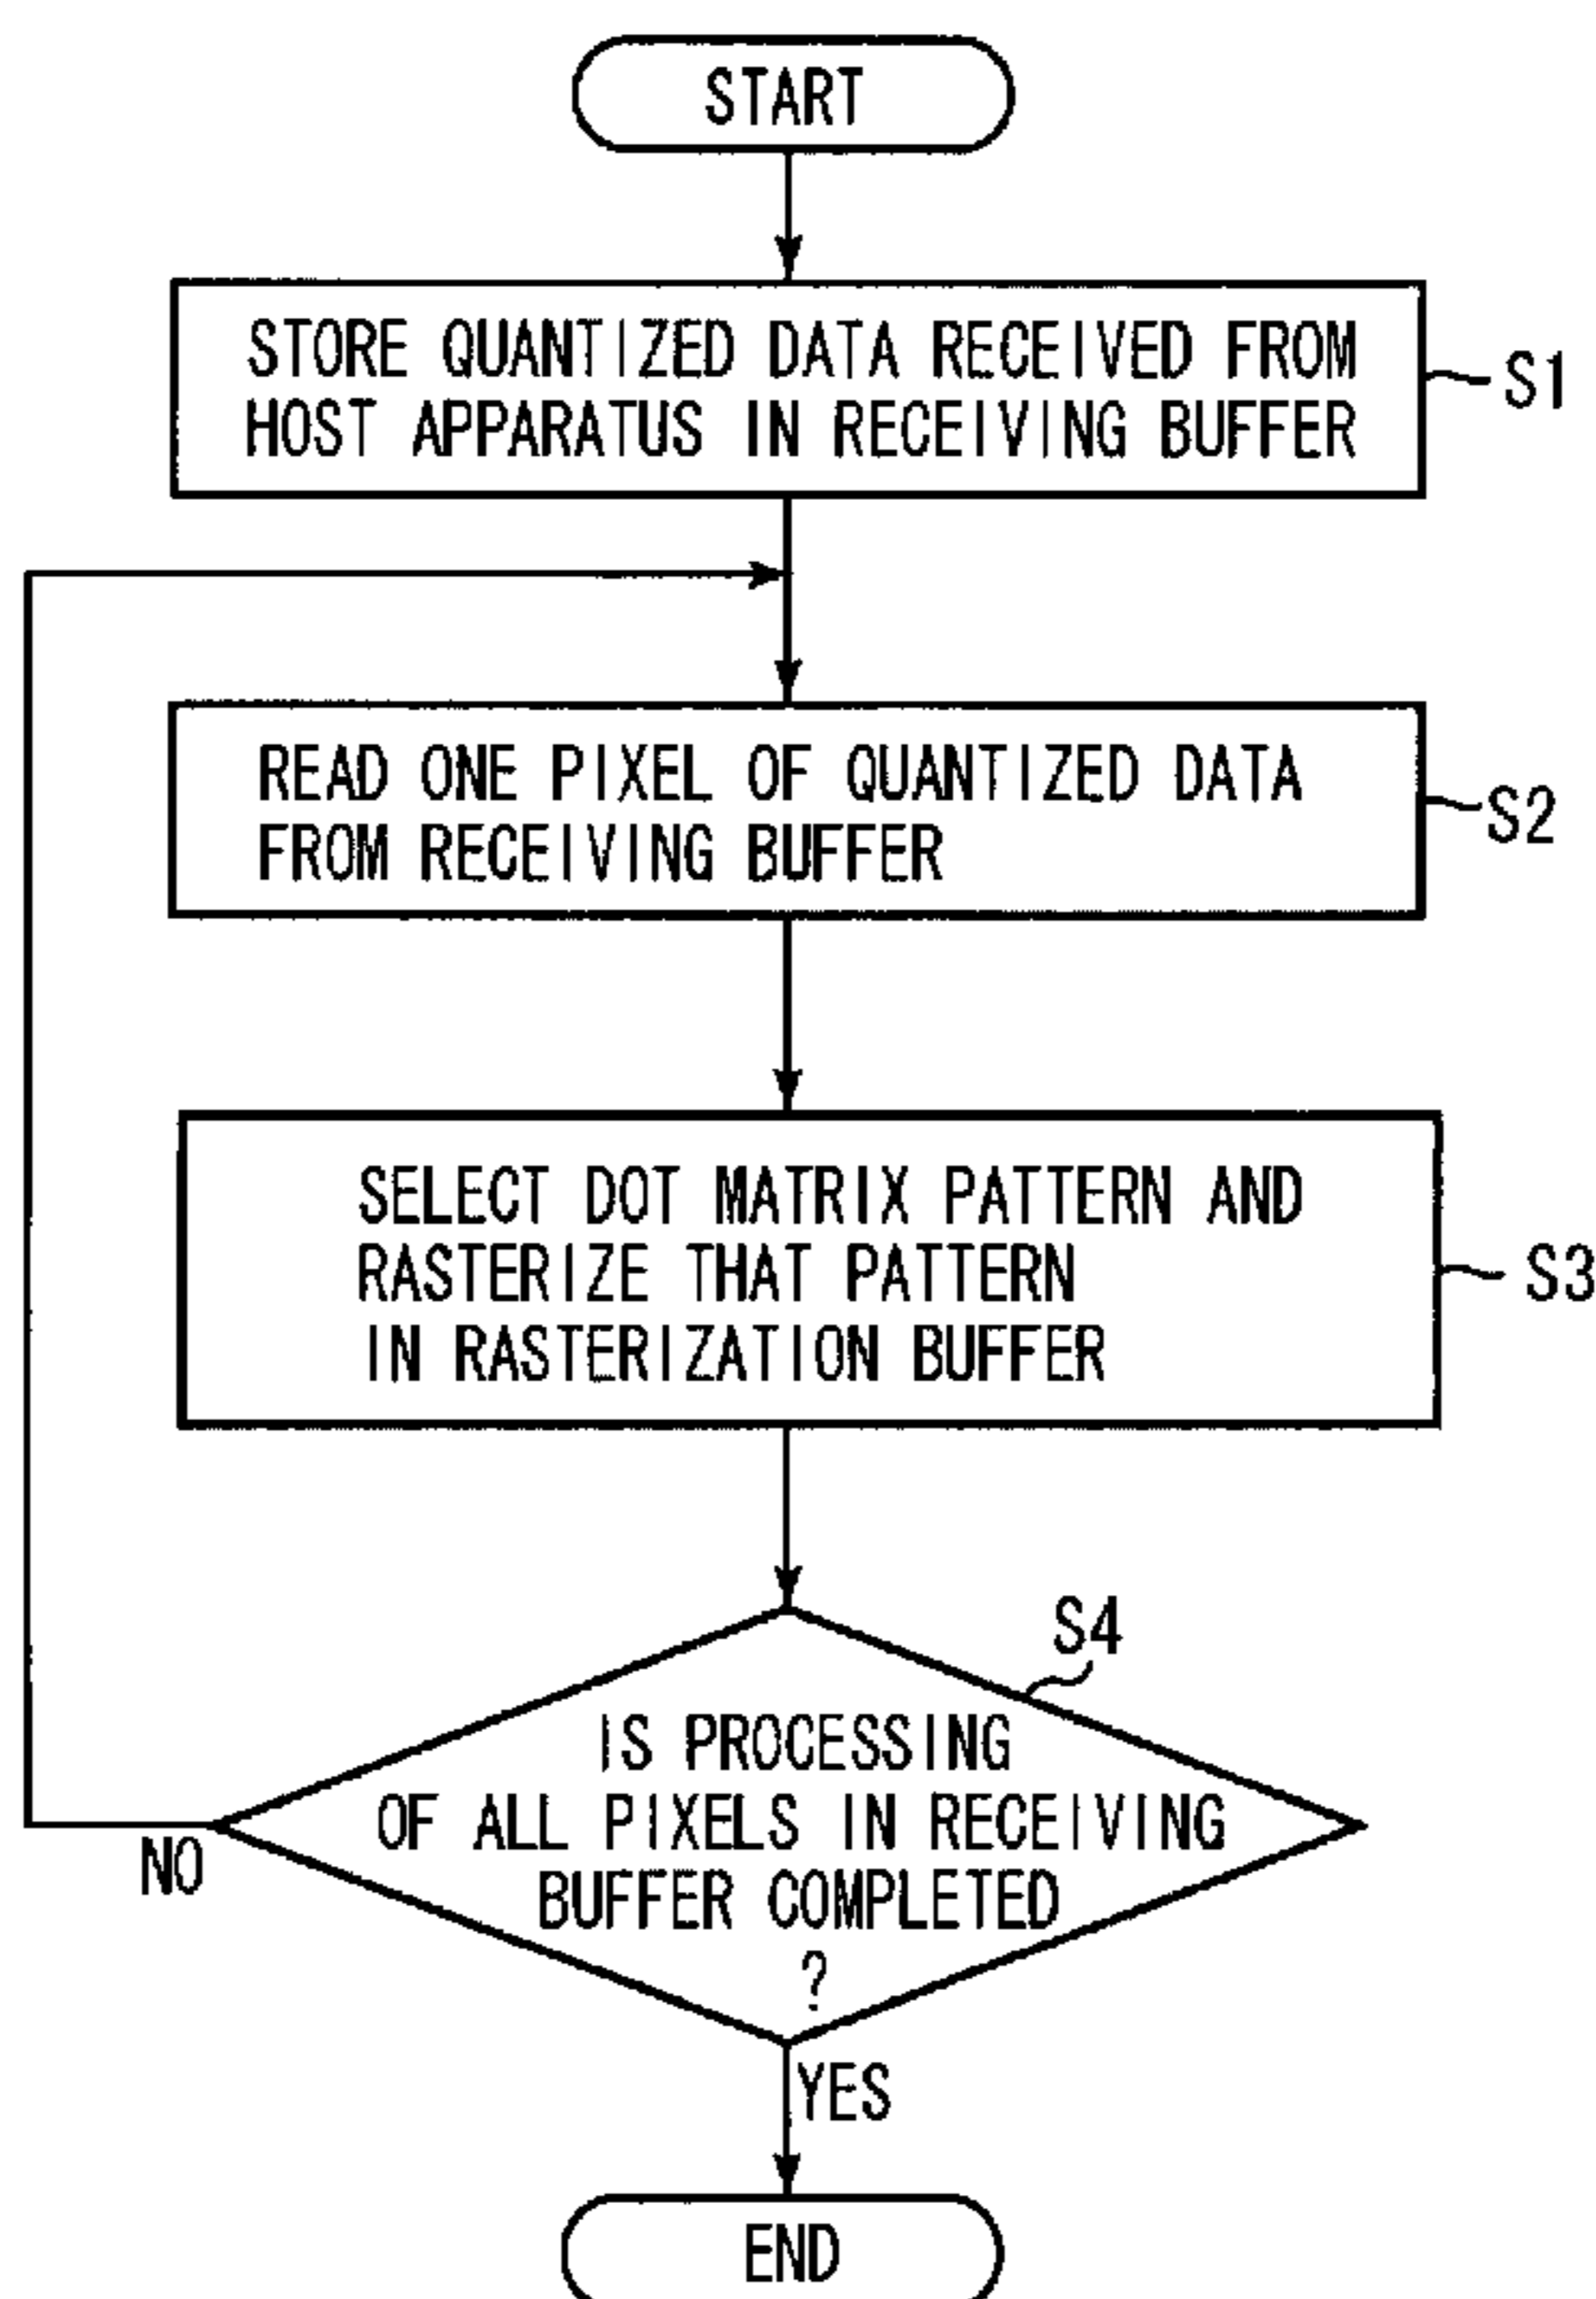 START
STORE QUANTIZED DATA RECEIVED FROM
HOST APPARATUS IN RECEIVING BUFFER
S1
READ ONE PIXEL OF QUANTIZED DATA
FROM RECEIVING BUFFER
S2
SELECT DOT MATRIX PATTERN AND
RASTERIZE THAT PATTERN
IN RASTERIZATION BUFFER
S3
S4
IS PROCESSING
OF ALL PIXELS IN RECEIVING
BUFFER COMPLETED
?
NO
YES
END